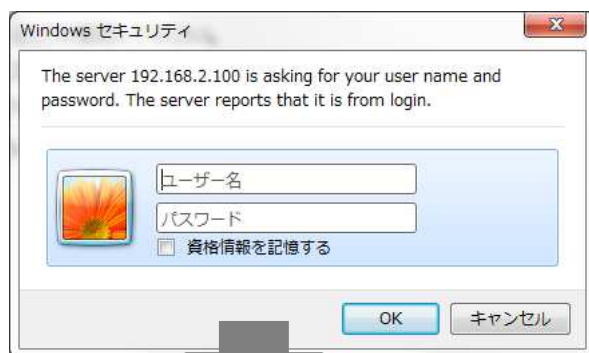 Windows セキュリティ
The server 192.168.2.100 is asking for your user name and
password. The server reports that it is from login.
ユーザー名
パスワード
資格情報を記憶する
OK
キャンセル